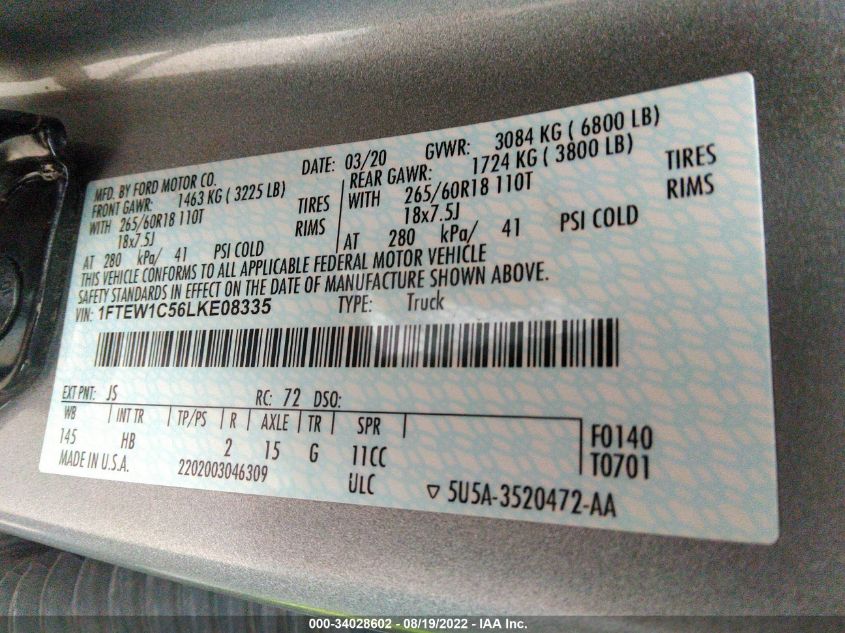 MFD. BY FORD MOTOR CO. DATE: 03/20 GVWR: 3084 KG ( 6800 LB)
FRONT GAWR: 1463 KG ( 3225 LB) REAR GAWR: 1724 KG ( 3800 LB)
WITH 265/60R18 110T TIRES WITH 265/60R18 110T TIRES
18x7.5J RIMS 18x7.5J RIMS
AT 280 kPa/ 41 PSI COLD AT 280 kPa/ 41 PSI COLD
THIS VEHICLE CONFORMS TO ALL APPLICABLE FEDERAL MOTOR VEHICLE
SAFETY STANDARDS IN EFFECT ON THE DATE OF MANUFACTURE SHOWN ABOVE.
VIN: 1FTEW1C56LKE08335 TYPE: Truck
EXT PNT: JS RC: 72 DSO:
WB INT TR TP/PS R AXLE TR SPR
145 HB 2 15 G 11CC F0140
MADE IN U.S.A. 2202003046309 T0701
ULC 5U5A-3520472-AA
000-34028602 - 08/19/2022 - IAA Inc.